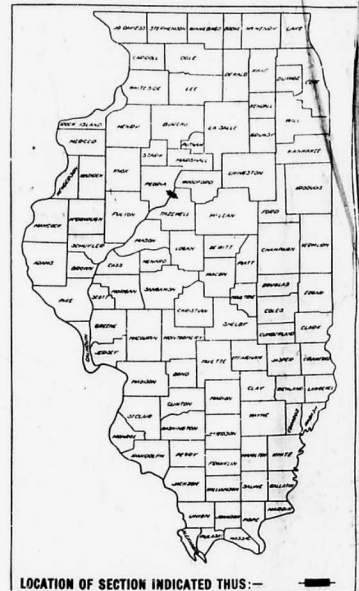 JO DAVIESS STEPHENSON WINNEBAGO BOONE McHENRY LAKE
CARROLL OGLE
DEKALB KANE
DUPAGE COOK
WHITESIDE LEE
KENDALL
WILL
ROCK ISLAND
HENRY BUREAU LA SALLE GRUNDY
MERCER PUTNAM
KANKAKEE
STARK MARSHALL
KNOX LIVINGSTON
HENDERSON WARREN PEORIA WOODFORD
IROQUOIS
FULTON TAZEWELL McLEAN FORD
HANCOCK McDONOUGH
MASON
SCHUYLER LOGAN DE WITT
CHAMPAIGN VERMILION
ADAMS MENARD PIATT
BROWN CASS MACON
DOUGLAS
MORGAN SANGAMON MOULTRIE EDGAR
PIKE SCOTT
CHRISTIAN COLES
SHELBY
GREENE CUMBERLAND CLARK
MACOUPIN MONTGOMERY
CALHOUN JERSEY FAYETTE EFFINGHAM JASPER CRAWFORD
BOND
MADISON CLAY RICHLAND LAWRENCE
CLINTON MARION
WAYNE
ST CLAIR WASHINGTON
JEFFERSON
MONROE
RANDOLPH PERRY HAMILTON WHITE
FRANKLIN
JACKSON WILLIAMSON SALINE GALLATIN
UNION JOHNSON POPE HARDIN
PULASKI MASSAC
LOCATION OF SECTION INDICATED THUS:—